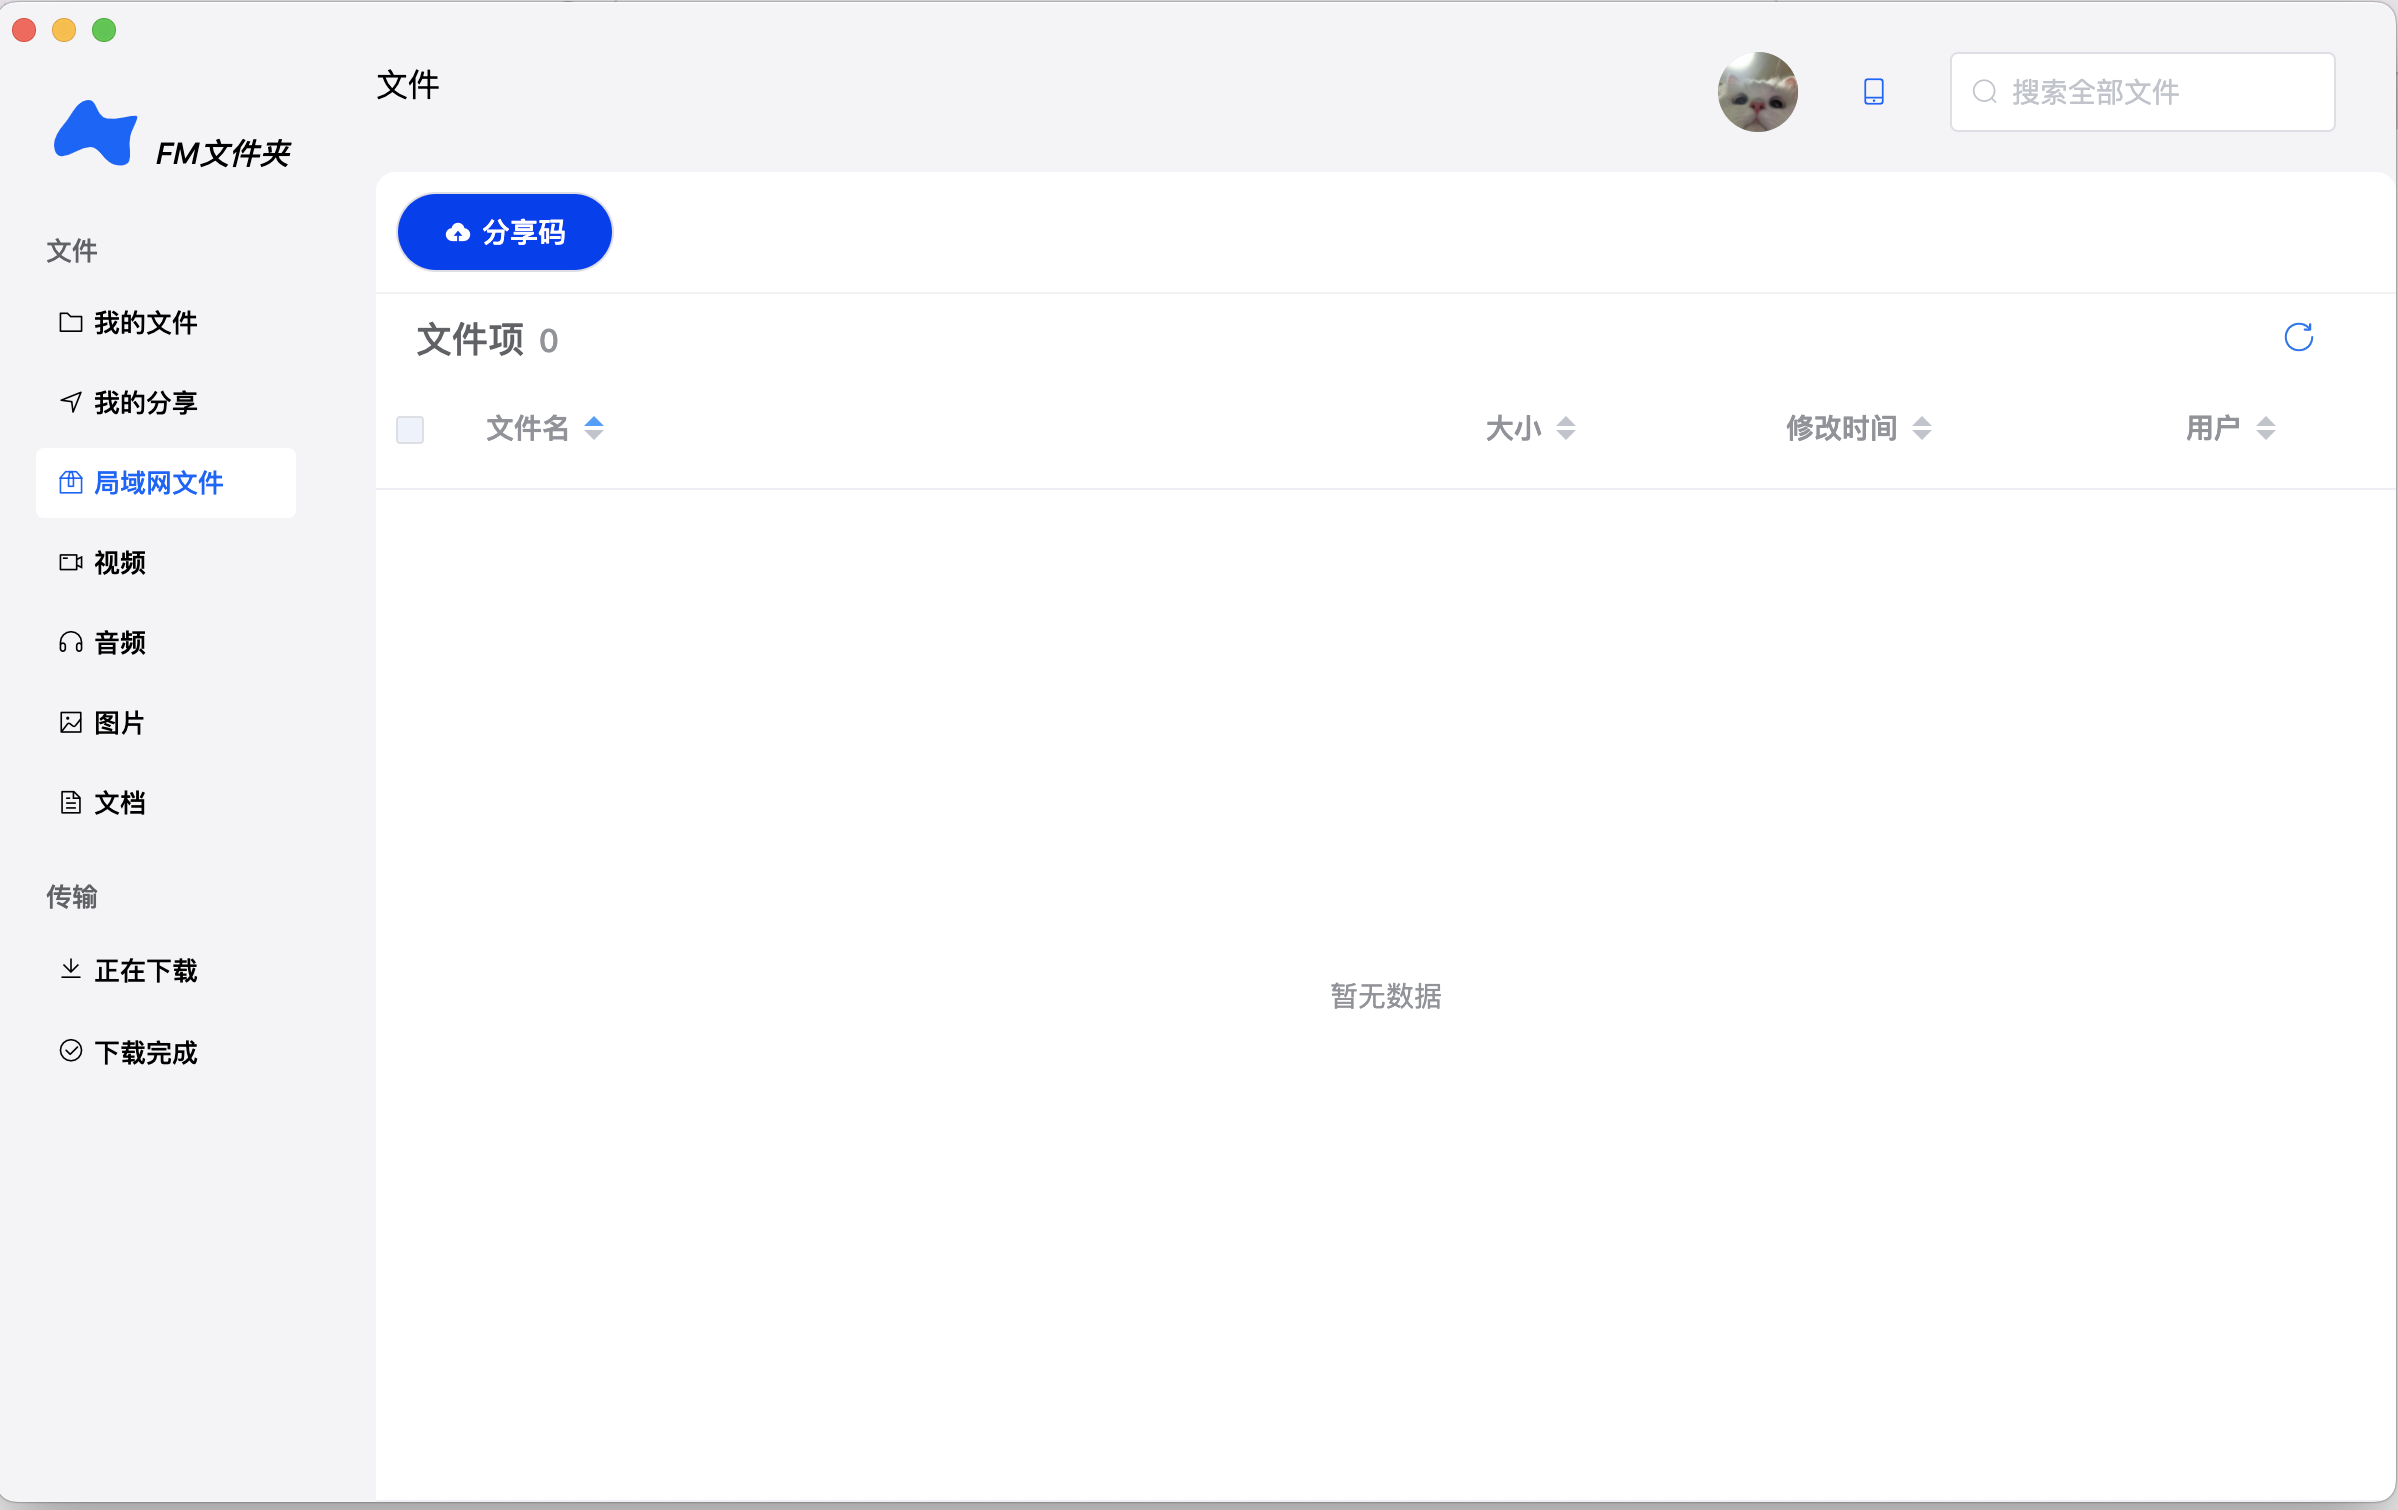 文件
搜索全部文件
FM文件夹
文件
我的文件
我的分享
局域网文件
视频
音频
图片
文档
传输
正在下载
下载完成
分享码
文件项 0
文件名 大小 修改时间 用户
暂无数据